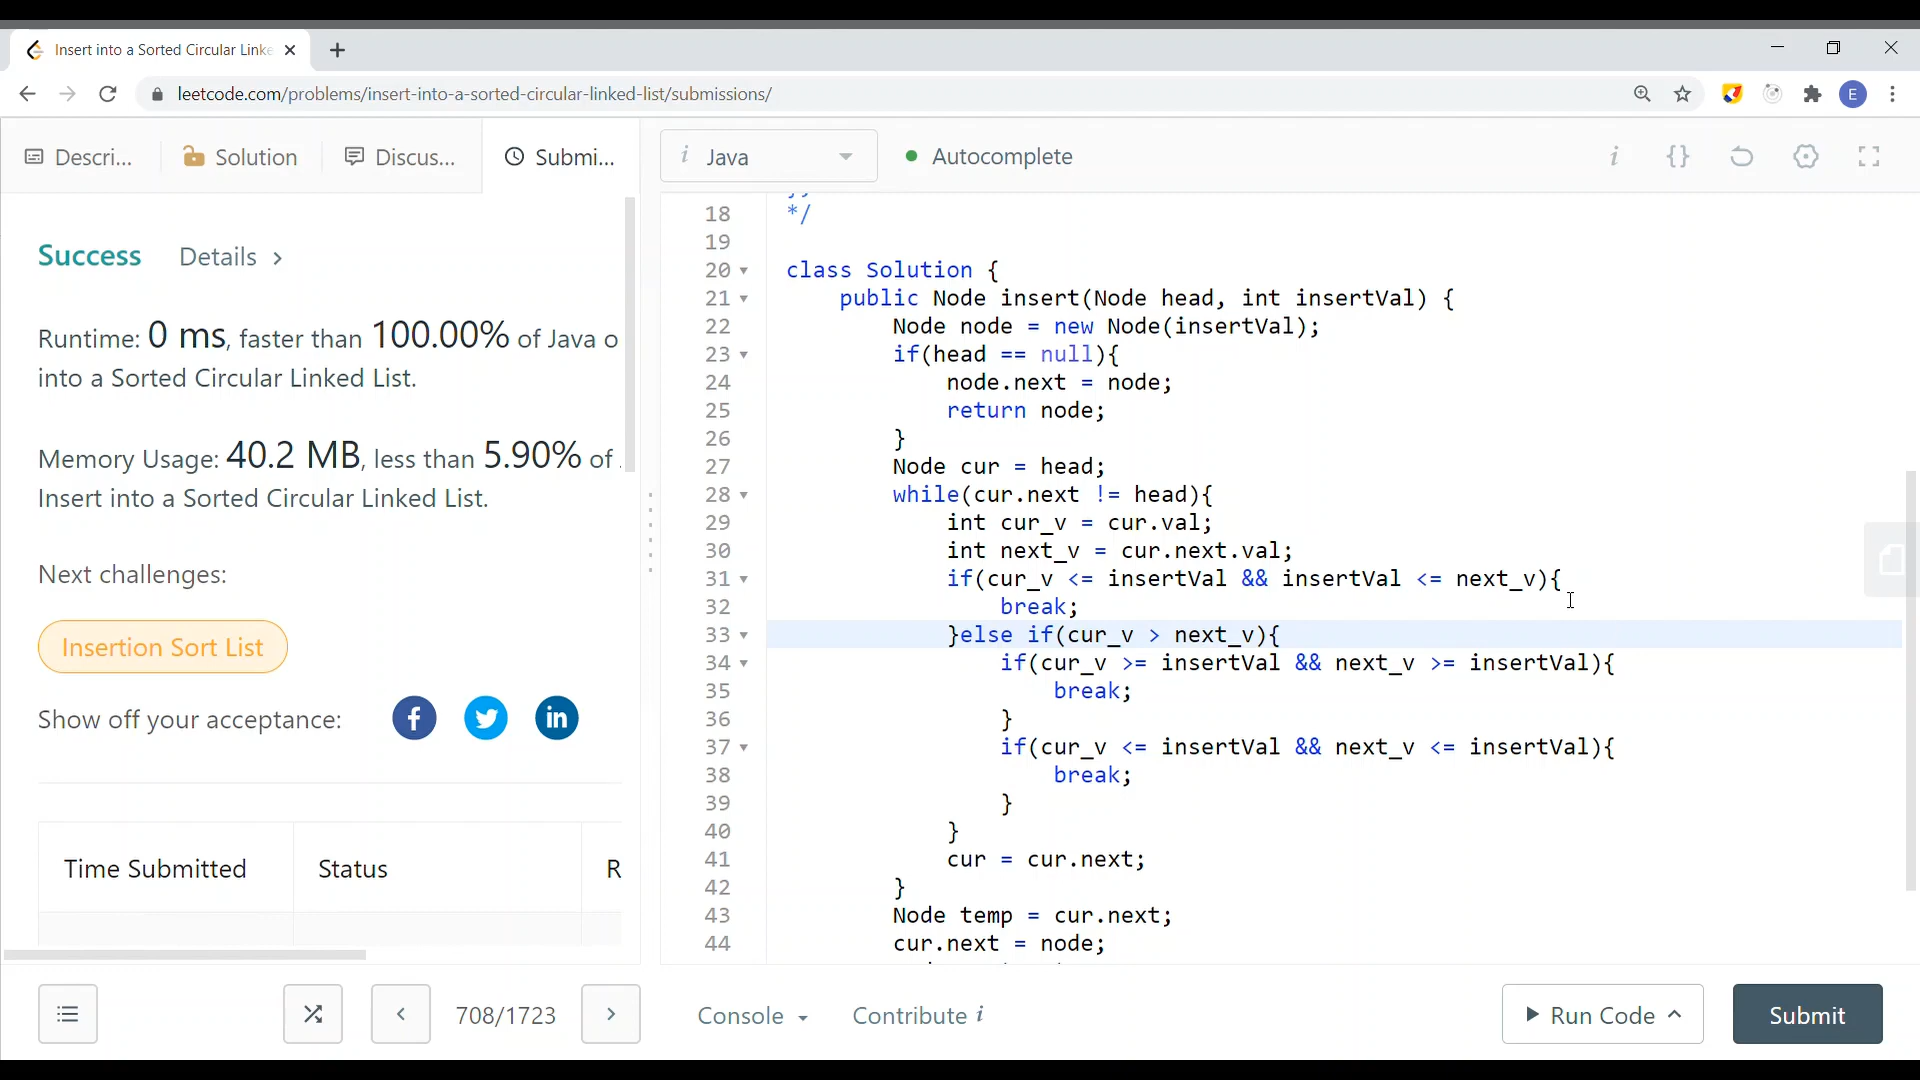 Insert into a Sorted Circular Linke
leetcode.com/problems/insert-into-a-sorted-circular-linked-list/submissions/
E
Descri...
Solution
Discus...
Submi...
i Java
Autocomplete
i {}
Success Details >
Runtime: 0 ms, faster than 100.00% of Java o
into a Sorted Circular Linked List.
Memory Usage: 40.2 MB, less than 5.90% of
Insert into a Sorted Circular Linked List.
Next challenges:
Insertion Sort List
Show off your acceptance:
f
in
Time Submitted Status R
18 */
19
20 class Solution {
21 public Node insert(Node head, int insertVal) {
22 Node node = new Node(insertVal);
23 if(head == null){
24 node.next = node;
25 return node;
26 }
27 Node cur = head;
28 while(cur.next != head){
29 int cur_v = cur.val;
30 int next_v = cur.next.val;
31 if(cur_v <= insertVal && insertVal <= next_v){
32 break;
33 }else if(cur_v > next_v){
34 if(cur_v >= insertVal && next_v >= insertVal){
35 break;
36 }
37 if(cur_v <= insertVal && next_v <= insertVal){
38 break;
39 }
40 }
41 cur = cur.next;
42 }
43 Node temp = cur.next;
44 cur.next = node;
< 708/1723 >
Console
Contribute i
Run Code
Submit